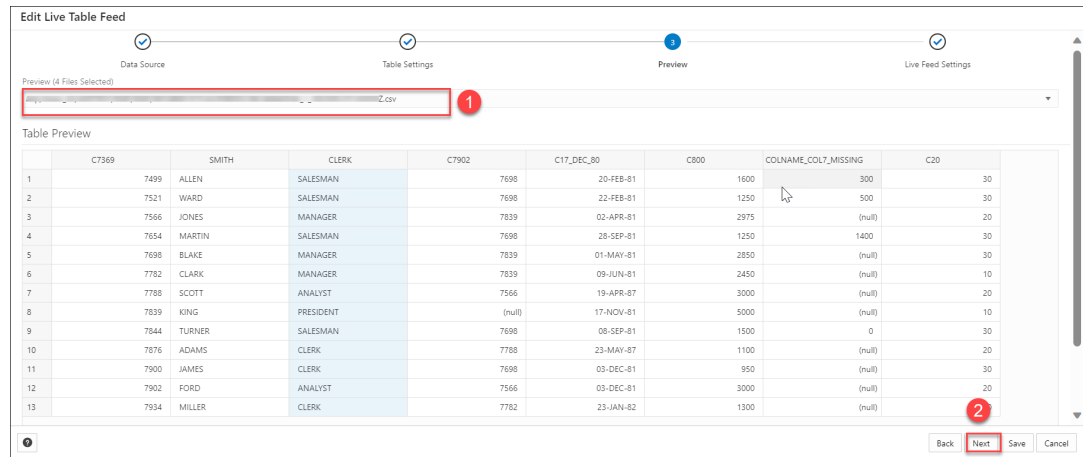 Edit Live Table Feed
3
Data Source Table Settings Preview Live Feed Settings
Preview (4 Files Selected)
Z.csv
1
Table Preview
C7369 SMITH CLERK C7902 C17_DEC_80 C800 COLNAME_COL7_MISSING C20
1 7499 ALLEN SALESMAN 7698 20-FEB-81 1600 300 30
2 7521 WARD SALESMAN 7698 22-FEB-81 1250 500 30
3 7566 JONES MANAGER 7839 02-APR-81 2975 (null) 20
4 7654 MARTIN SALESMAN 7698 28-SEP-81 1250 1400 30
5 7698 BLAKE MANAGER 7839 01-MAY-81 2850 (null) 30
6 7782 CLARK MANAGER 7839 09-JUN-81 2450 (null) 10
7 7788 SCOTT ANALYST 7566 19-APR-87 3000 (null) 20
8 7839 KING PRESIDENT (null) 17-NOV-81 5000 (null) 10
9 7844 TURNER SALESMAN 7698 08-SEP-81 1500 0 30
10 7876 ADAMS CLERK 7788 23-MAY-87 1100 (null) 20
11 7900 JAMES CLERK 7698 03-DEC-81 950 (null) 30
12 7902 FORD ANALYST 7566 03-DEC-81 3000 (null) 20
13 7934 MILLER CLERK 7782 23-JAN-82 1300 (null)
2
? Back Next Save Cancel